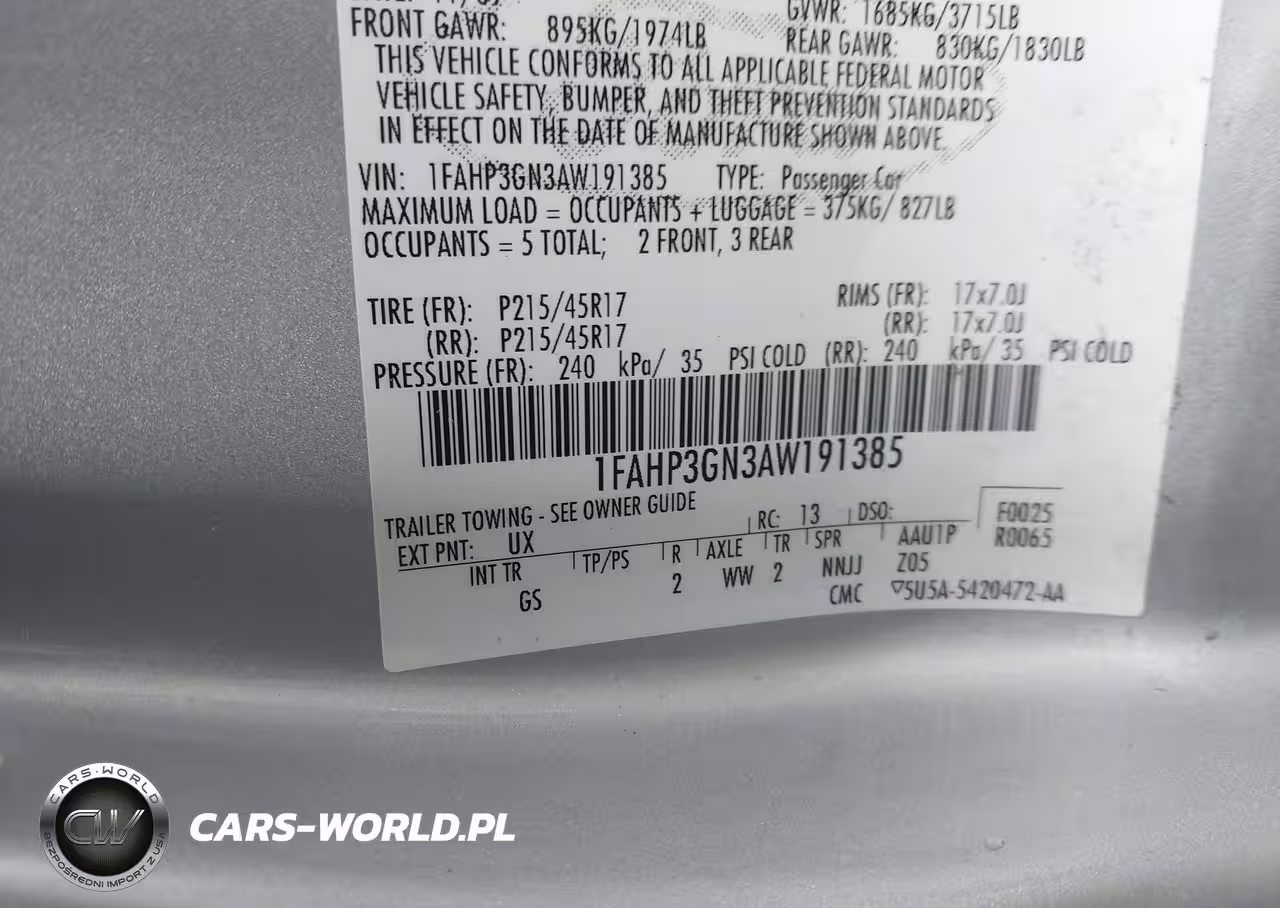 GVWR: 1685KG/3715LB
FRONT GAWR: 895KG/1974LB REAR GAWR: 830KG/1830LB
THIS VEHICLE CONFORMS TO ALL APPLICABLE FEDERAL MOTOR
VEHICLE SAFETY, BUMPER, AND THEFT PREVENTION STANDARDS
IN EFFECT ON THE DATE OF MANUFACTURE SHOWN ABOVE.
VIN: 1FAHP3GN3AW191385 TYPE: Passenger Car
MAXIMUM LOAD = OCCUPANTS + LUGGAGE = 375KG/ 827LB
OCCUPANTS = 5 TOTAL; 2 FRONT, 3 REAR
TIRE (FR): P215/45R17 RIMS (FR): 17x7.0J
(RR): P215/45R17 (RR): 17x7.0J
PRESSURE (FR): 240 kPa/ 35 PSI COLD (RR): 240 kPa/ 35 PSI COLD
1FAHP3GN3AW191385
TRAILER TOWING - SEE OWNER GUIDE
RC: 13 DSO: F0025
EXT PNT: UX R0065
INT TR TP/PS R AXLE TR SPR AAU1P
GS 2 WW 2 NNJJ Z05
CMC ▽5U5A-5420472-AA
CARS-WORLD
CW
BEZPOŚREDNI IMPORT Z USA
CARS-WORLD.PL